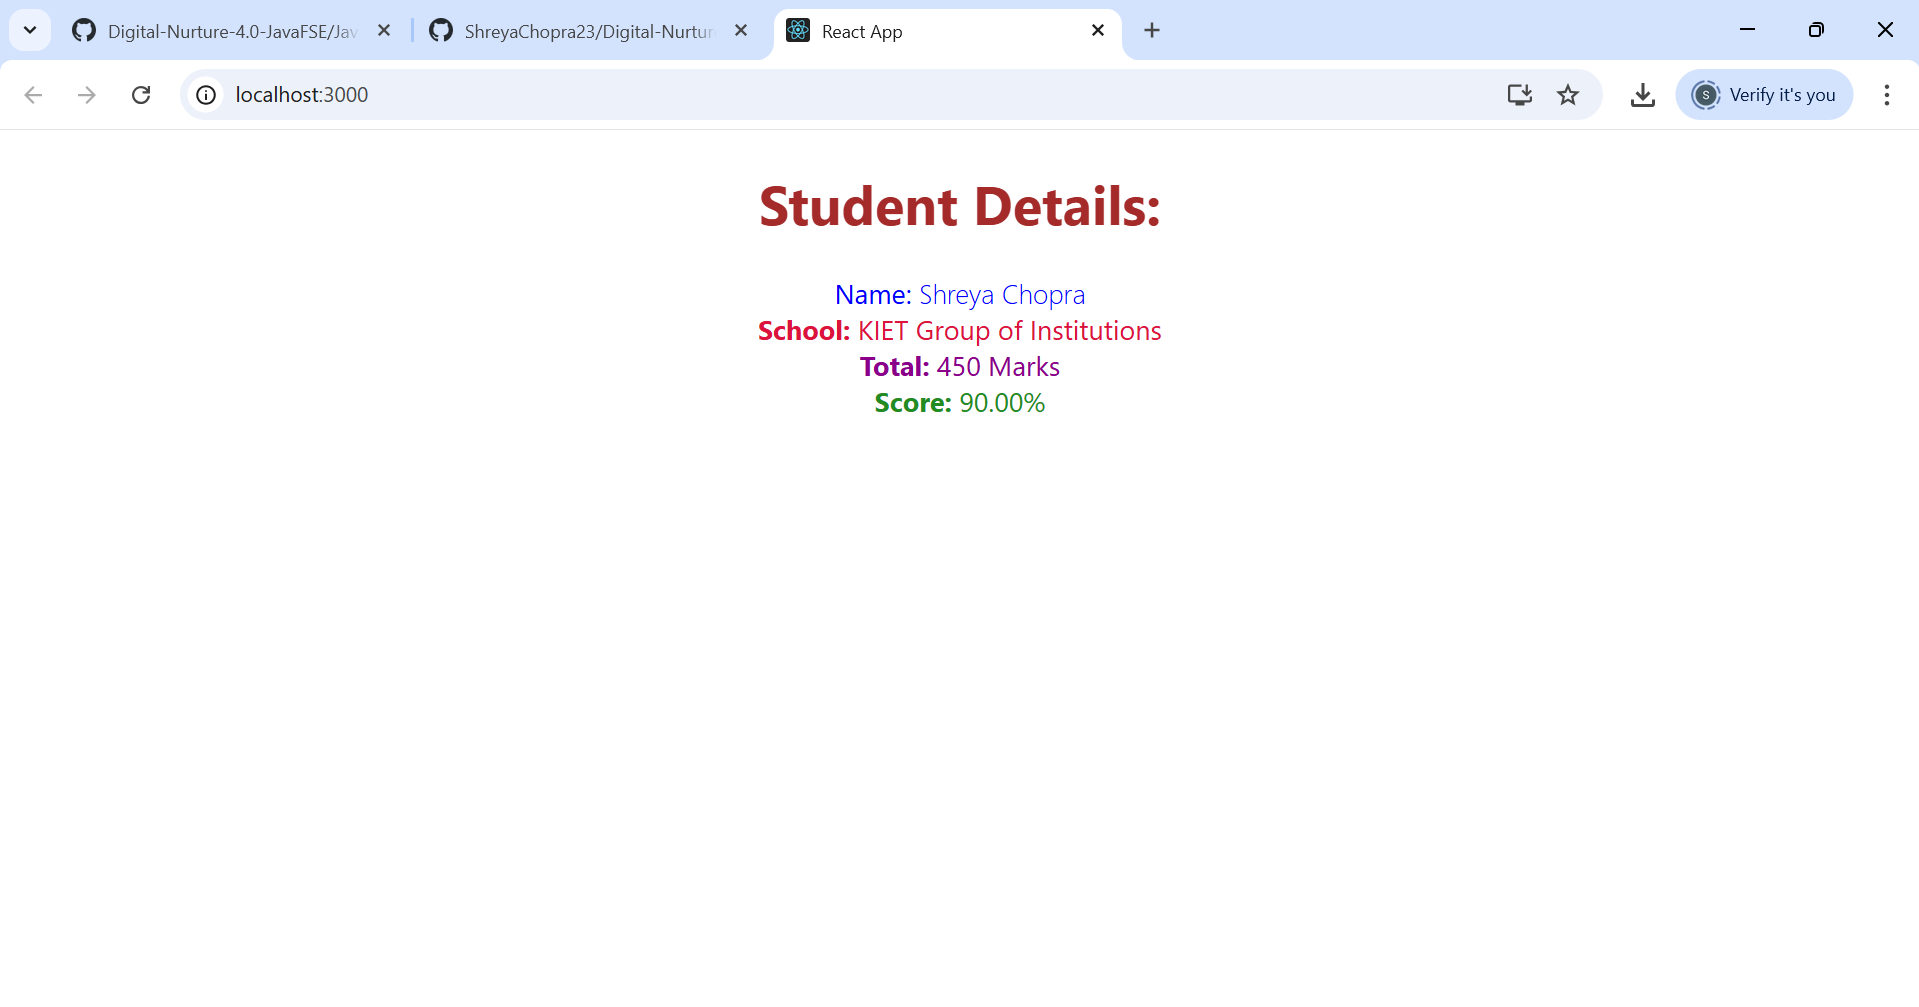 Digital-Nurture-4.0-JavaFSE/Jav
ShreyaChopra23/Digital-Nurtur
React App
localhost:3000
S
Verify it's you
Student Details:
Name: Shreya Chopra
School: KIET Group of Institutions
Total: 450 Marks
Score: 90.00%